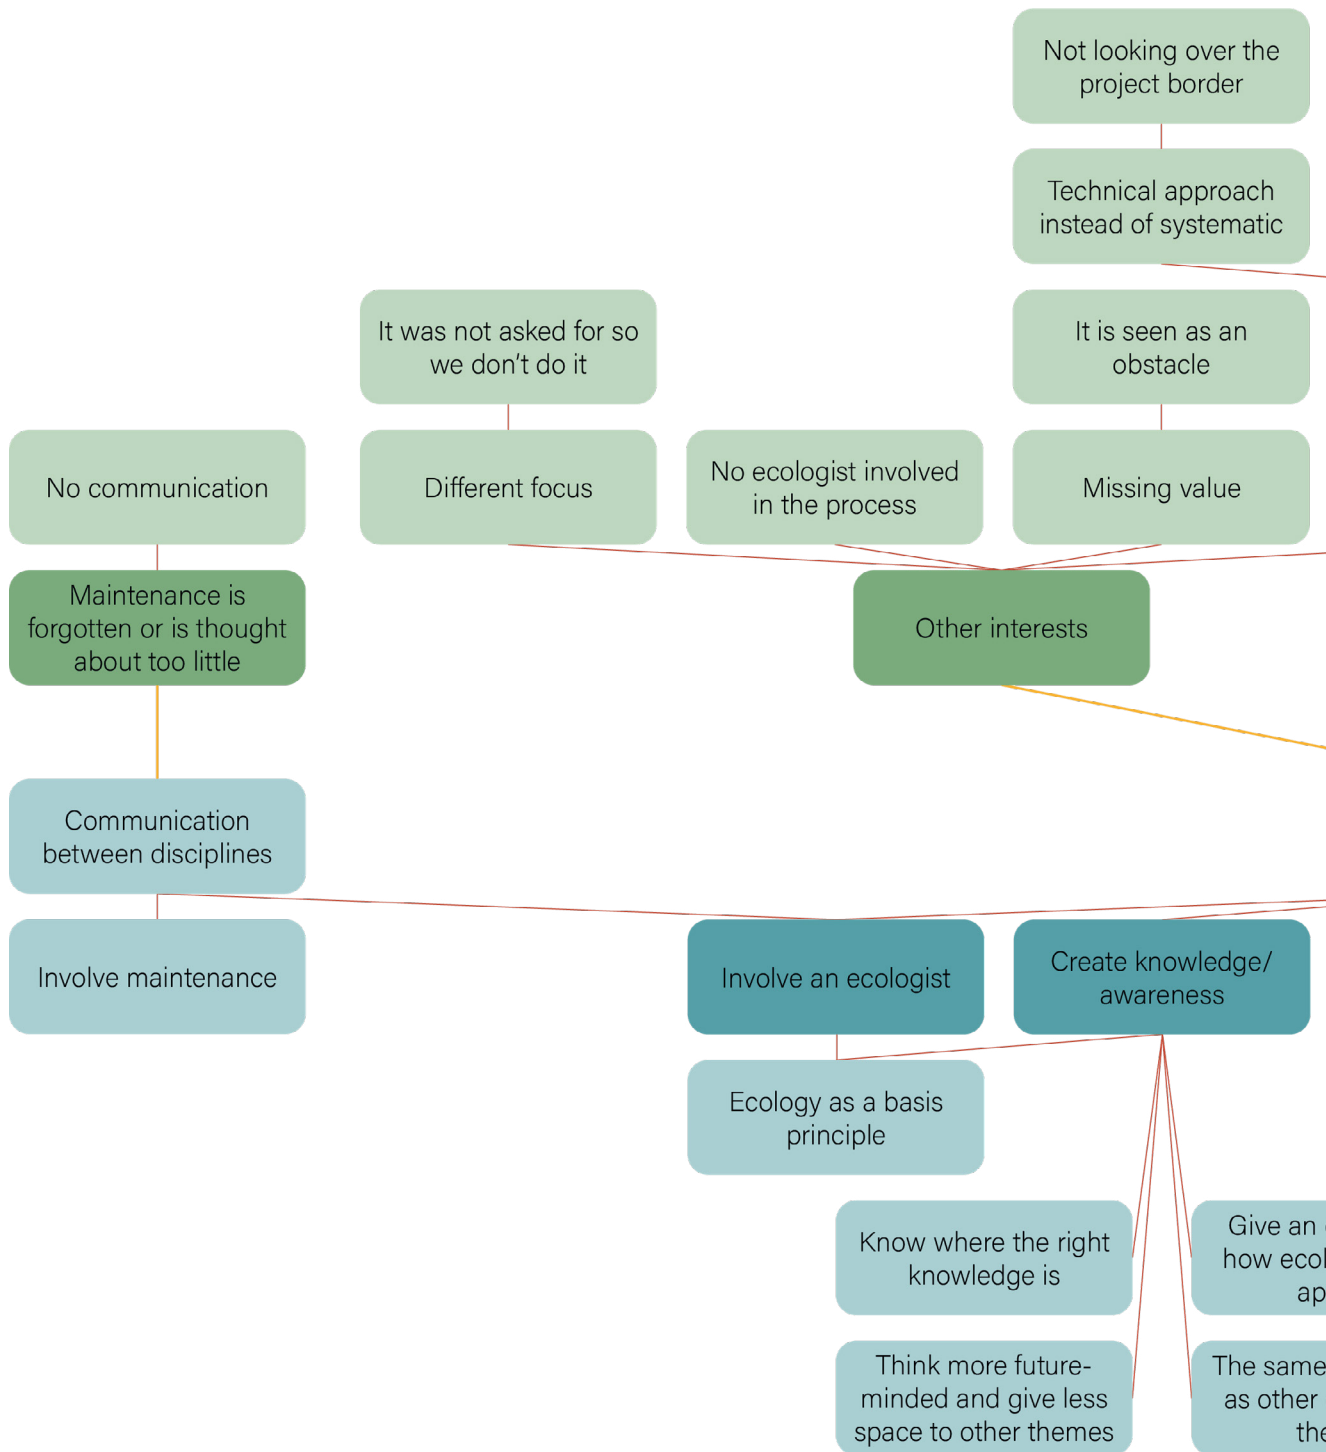 Not looking over the
project border
Technical approach
instead of systematic
It was not asked for so
we don't do it
It is seen as an
obstacle
No communication
Different focus
No ecologist involved
in the process
Missing value
Maintenance is
forgotten or is thought
about too little
Other interests
Communication
between disciplines
Involve maintenance
Involve an ecologist
Create knowledge/
awareness
Ecology as a basis
principle
Know where the right
knowledge is
Give an
how
Think more future-
minded and give less
space to other themes
The same
as other